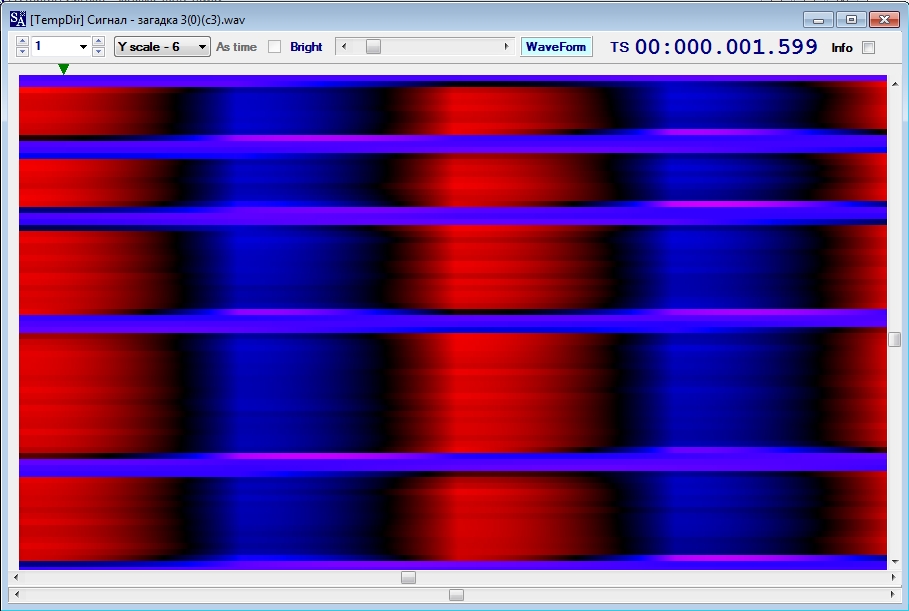 SA [TempDir] Сигнал - загадка 3(0)(c3).wav
1 Y scale - 6 As time Bright WaveForm TS 00:000.001.599 Info